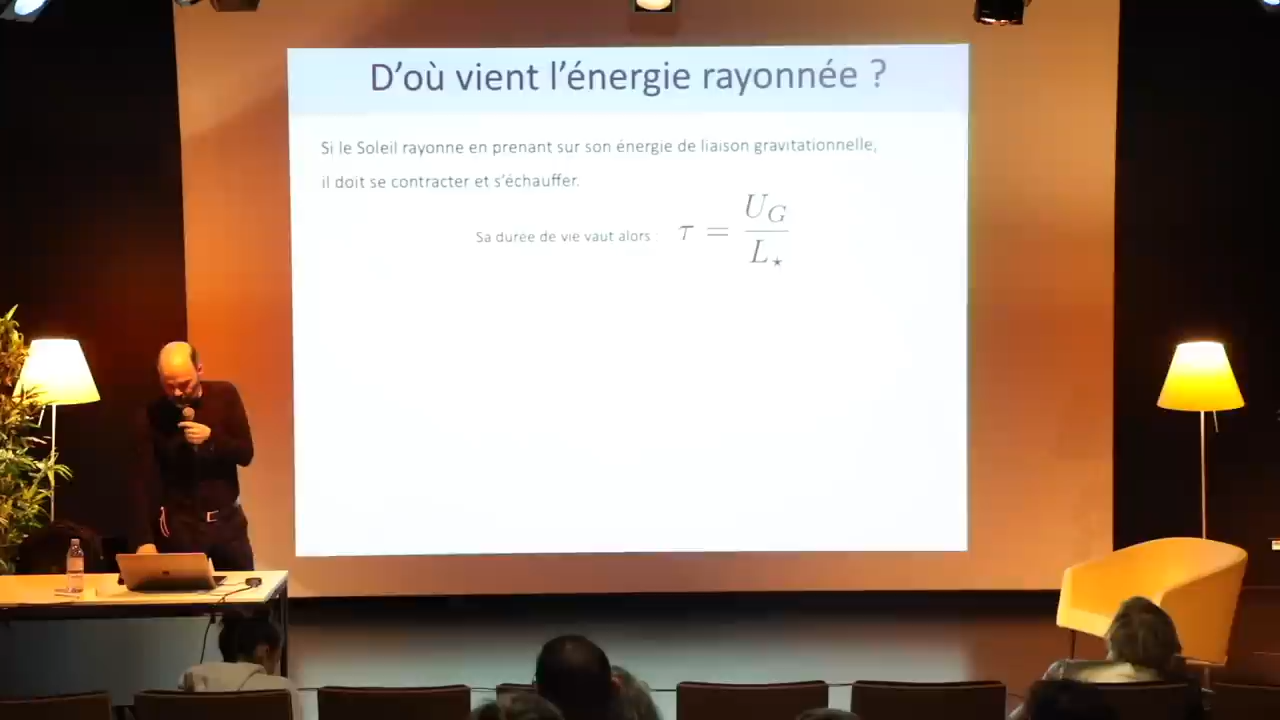 D'où vient l'énergie rayonnée ?
Si le Soleil rayonne en prenant sur son énergie de liaison gravitationnelle,
il doit se contracter et s'échauffer.
Sa durée de vie vaut alors : τ = U_G / L_⋆